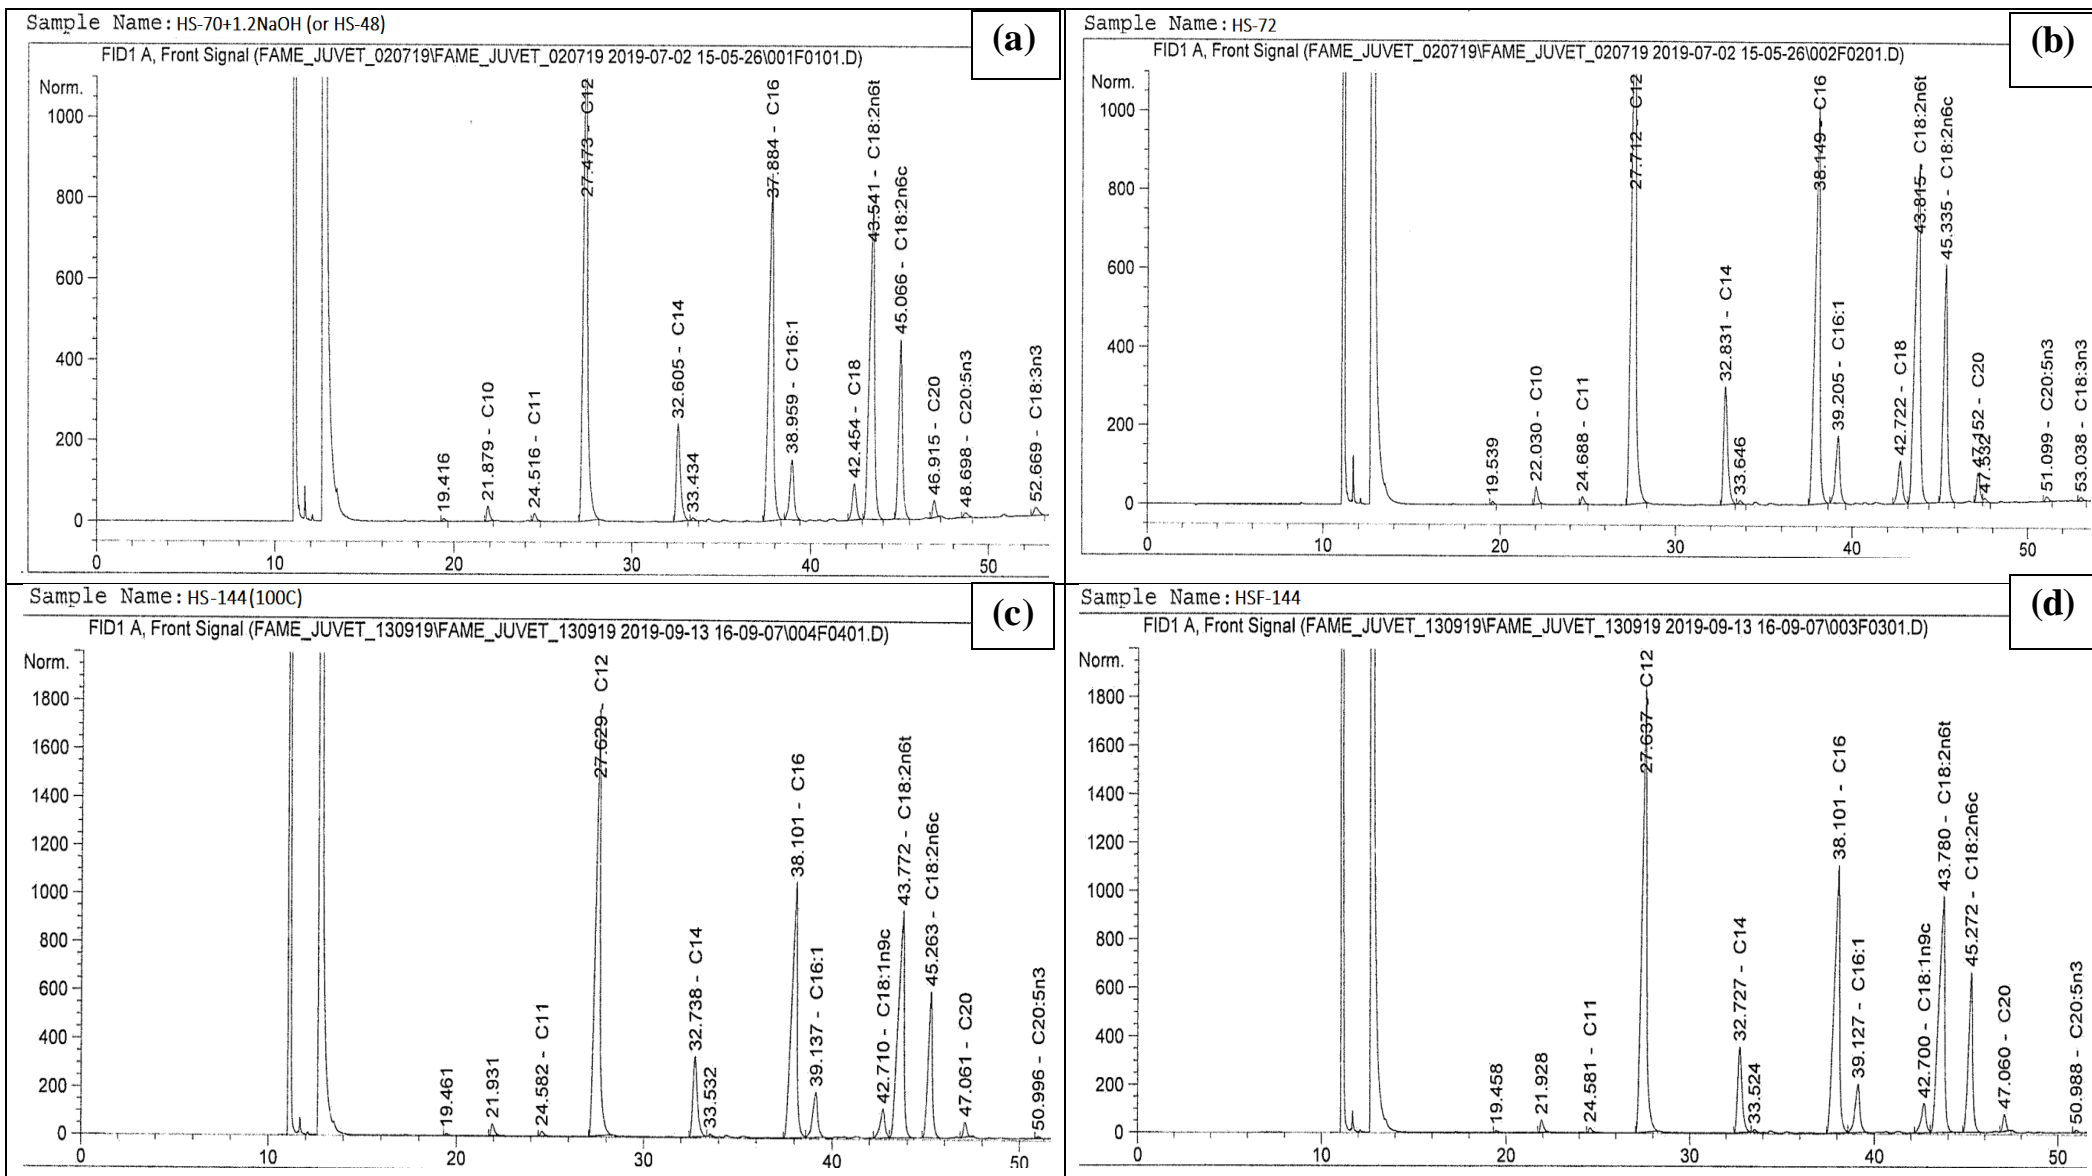 Sample Name: HS-70+1.2NaOH (or HS-48)
(a)
FID1 A, Front Signal (FAME_JUVET_020719\FAME_JUVET_020719 2019-07-02 15-05-26\001F0101.D)
Norm.
1000
800
600
400
200
0
19.416
21.879 - C10
24.516 - C11
27.473 - C12
32.605 - C14
33.434
37.884 - C16
38.959 - C16:1
42.454 - C18
43.541 - C18:2n6t
45.066 - C18:2n6c
46.915 - C20
48.698 - C20:5n3
52.669 - C18:3n3
0 10 20 30 40 50
Sample Name: HS-72
(b)
FID1 A, Front Signal (FAME_JUVET_020719\FAME_JUVET_020719 2019-07-02 15-05-26\002F0201.D)
Norm.
1000
800
600
400
200
0
19.539
22.030 - C10
24.688 - C11
27.712 - C12
32.831 - C14
33.646
38.149 - C16
39.205 - C16:1
42.722 - C18
43.815 - C18:2n6t
45.335 - C18:2n6c
47.152 - C20
47.532
51.099 - C20:5n3
53.038 - C18:3n3
0 10 20 30 40 50
Sample Name: HS-144 (100C)
(c)
FID1 A, Front Signal (FAME_JUVET_130919\FAME_JUVET_130919 2019-09-13 16-09-07\004F0401.D)
Norm.
1800
1600
1400
1200
1000
800
600
400
200
0
19.461
21.931
24.582 - C11
27.629 - C12
32.738 - C14
33.532
38.101 - C16
39.137 - C16:1
42.710 - C18:1n9c
43.772 - C18:2n6t
45.263 - C18:2n6c
47.061 - C20
50.996 - C20:5n3
0 10 20 30 40 50
Sample Name: HSF-144
(d)
FID1 A, Front Signal (FAME_JUVET_130919\FAME_JUVET_130919 2019-09-13 16-09-07\003F0301.D)
Norm.
1800
1600
1400
1200
1000
800
600
400
200
0
19.458
21.928
24.581 - C11
27.637 - C12
32.727 - C14
33.524
38.101 - C16
39.127 - C16:1
42.700 - C18:1n9c
43.780 - C18:2n6t
45.272 - C18:2n6c
47.060 - C20
50.988 - C20:5n3
0 10 20 30 40 50